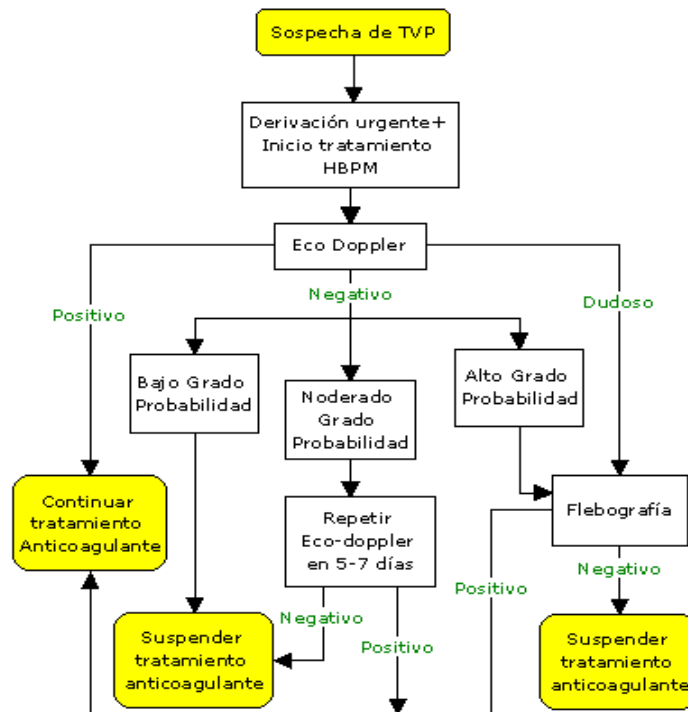 Sospecha de TVP
Derivación urgente+
Inicio tratamiento
HBPM
Eco Doppler
Positivo
Negativo
Dudoso
Bajo Grado
Probabilidad
Noderado
Grado
Probabilidad
Alto Grado
Probabilidad
Continuar
tratamiento
Anticoagulante
Repetir
Eco-doppler
en 5-7 días
Flebografía
Negativo
Positivo
Positivo
Negativo
Suspender
tratamiento
anticoagulante
Suspender
tratamiento
anticoagulante